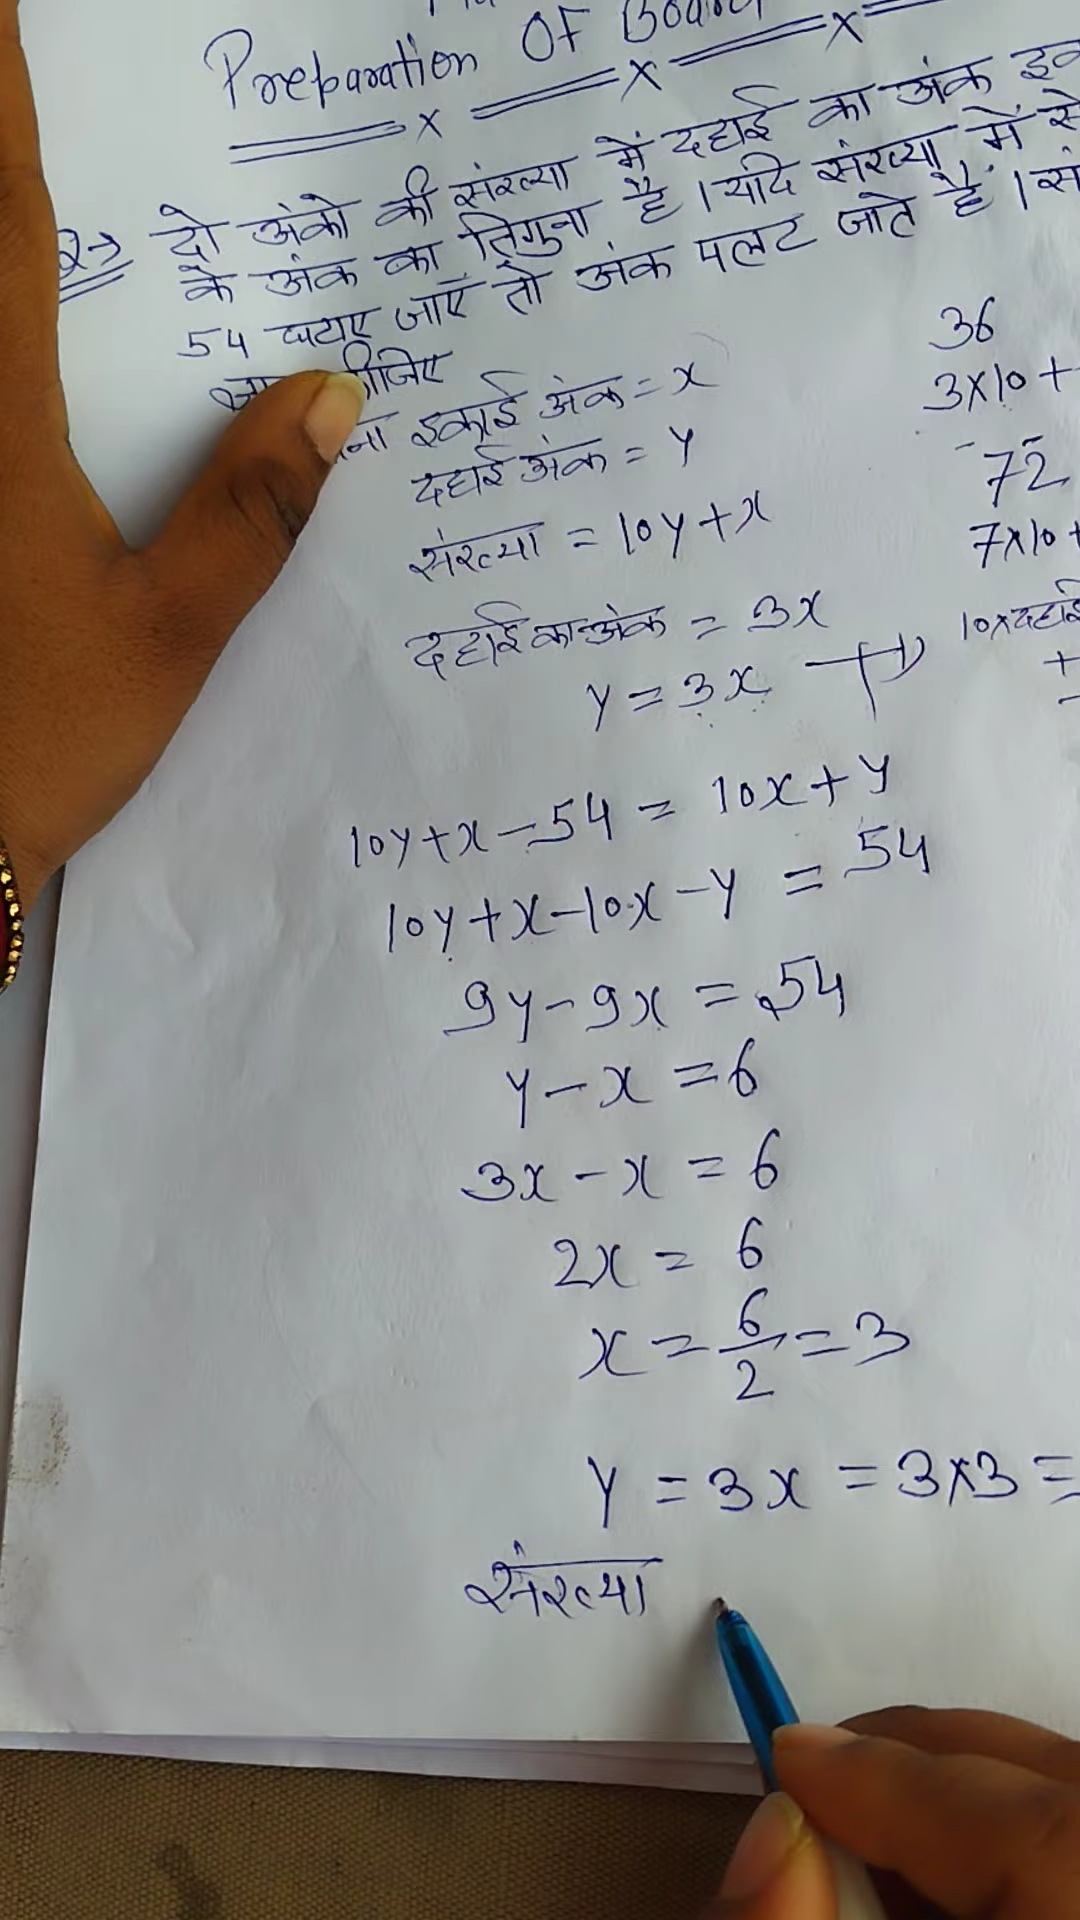 Preparation OF Board
Q→ दो अंको की संख्या में दहाई का अंक
के अंक का तिगुना है । यदि संख्या में से
54 घटाए जाएँ तो अंक पलट जाते है । सं
इकाई अंक = x
दहाई अंक = y
संख्या = 10y + x
दहाई का अंक = 3x
y = 3x
10y + x - 54 = 10x + y
10y + x - 10x - y = 54
9y - 9x = 54
y - x = 6
3x - x = 6
2x = 6
x = 6/2 = 3
y = 3x = 3×3 =
संख्या
36
3×10 +
72
7×10 +
10×दहाई
+